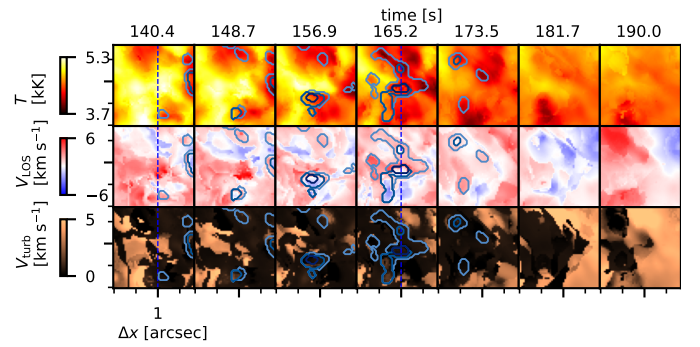 time [s]
140.4 148.7 156.9 165.2 173.5 181.7 190.0
T [kK] 5.3 3.7
V_LOS [km s⁻¹] 6 −6
V_turb [km s⁻¹] 5 0
1
Δx [arcsec]